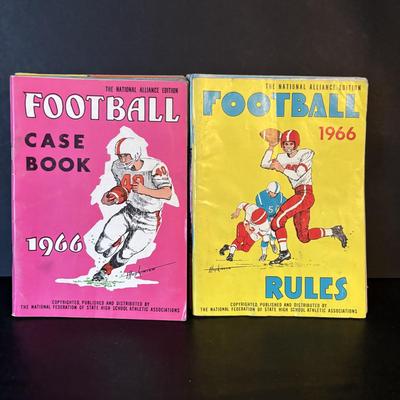 THE NATIONAL ALLIANCE EDITION
FOOTBALL
CASE
BOOK
40
40
1966
COPYRIGHTED, PUBLISHED AND DISTRIBUTED BY
THE NATIONAL FEDERATION OF STATE HIGH SCHOOL ATHLETIC ASSOCIATIONS
THE NATIONAL ALLIANCE EDITION
FOOTBALL
1966
RULES
COPYRIGHTED, PUBLISHED AND DISTRIBUTED BY
THE NATIONAL FEDERATION OF STATE HIGH SCHOOL ATHLETIC ASSOCIATIONS